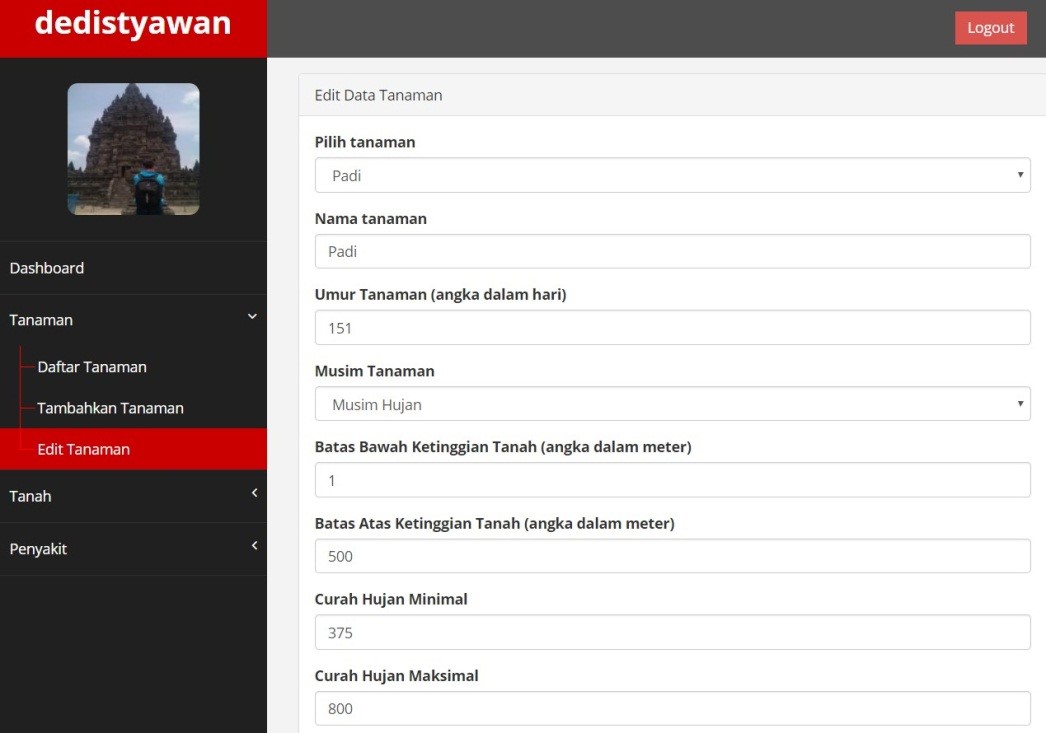 dedistyawan
Logout
Dashboard
Tanaman
Daftar Tanaman
Tambahkan Tanaman
Edit Tanaman
Tanah
Penyakit
Edit Data Tanaman
Pilih tanaman
Padi
Nama tanaman
Padi
Umur Tanaman (angka dalam hari)
151
Musim Tanaman
Musim Hujan
Batas Bawah Ketinggian Tanah (angka dalam meter)
1
Batas Atas Ketinggian Tanah (angka dalam meter)
500
Curah Hujan Minimal
375
Curah Hujan Maksimal
800